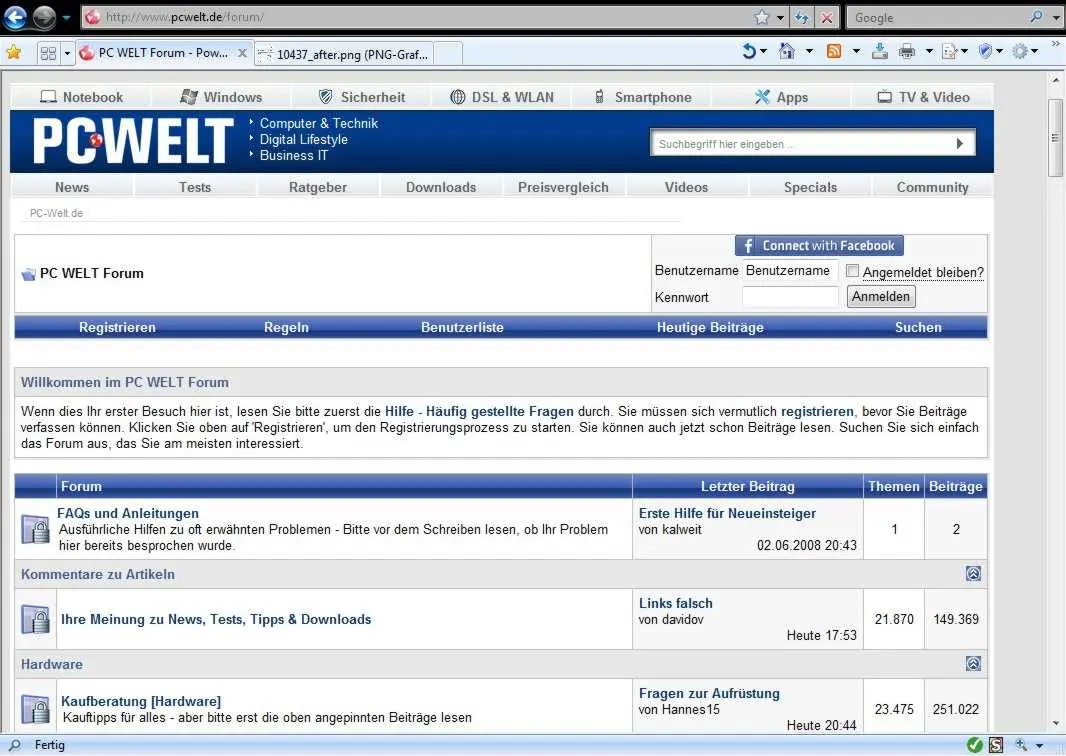 http://www.pcwelt.de/forum/
Google
PC WELT Forum - Pow...
10437_after.png (PNG-Graf...
Notebook
Windows
Sicherheit
DSL & WLAN
Smartphone
Apps
TV & Video
PCWELT
Computer & Technik
Digital Lifestyle
Business IT
Suchbegriff hier eingeben ...
News
Tests
Ratgeber
Downloads
Preisvergleich
Videos
Specials
Community
PC-Welt.de
PC WELT Forum
Connect with Facebook
Benutzername
Benutzername
Angemeldet bleiben?
Kennwort
Anmelden
Registrieren
Regeln
Benutzerliste
Heutige Beiträge
Suchen
Willkommen im PC WELT Forum
Wenn dies Ihr erster Besuch hier ist, lesen Sie bitte zuerst die Hilfe - Häufig gestellte Fragen durch. Sie müssen sich vermutlich registrieren, bevor Sie Beiträge
verfassen können. Klicken Sie oben auf 'Registrieren', um den Registrierungsprozess zu starten. Sie können auch jetzt schon Beiträge lesen. Suchen Sie sich einfach
das Forum aus, das Sie am meisten interessiert.
Forum
Letzter Beitrag
Themen
Beiträge
FAQs und Anleitungen
Ausführliche Hilfen zu oft erwähnten Problemen - Bitte vor dem Schreiben lesen, ob Ihr Problem
hier bereits besprochen wurde.
Erste Hilfe für Neueinsteiger
von kalweit
02.06.2008 20:43
1
2
Kommentare zu Artikeln
Ihre Meinung zu News, Tests, Tipps & Downloads
Links falsch
von davidov
Heute 17:53
21.870
149.369
Hardware
Kaufberatung [Hardware]
Kauftipps für alles - aber bitte erst die oben angepinnten Beiträge lesen
Fragen zur Aufrüstung
von Hannes15
Heute 20:44
23.475
251.022
Fertig